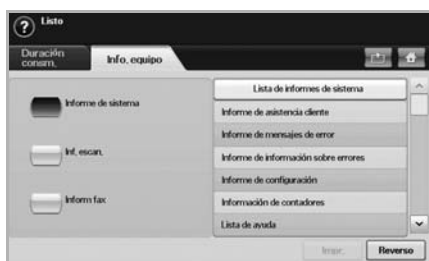 ? Listo
Duración
consm.
Info. equipo
Informe de sistema
Inf. escan.
Inform fax
Lista de informes de sistema
Informe de asistencia cliente
Informe de mensajes de error
Informe de información sobre errores
Informe de configuración
Información de contadores
Lista de ayuda
Impr.
Reverso